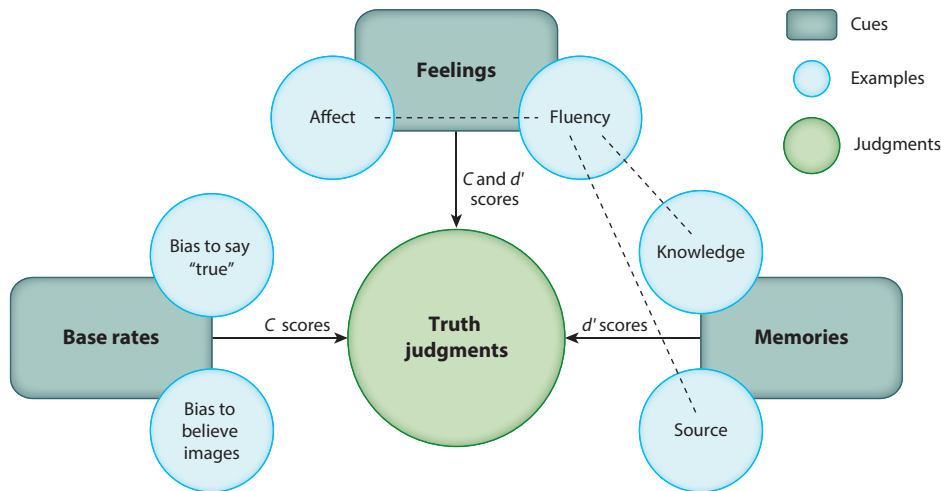 Cues
Feelings
Examples
Affect
Fluency
Judgments
C and d'
scores
Bias to say
“true”
Knowledge
Base rates
C scores
Truth
judgments
d' scores
Memories
Bias to
believe
images
Source